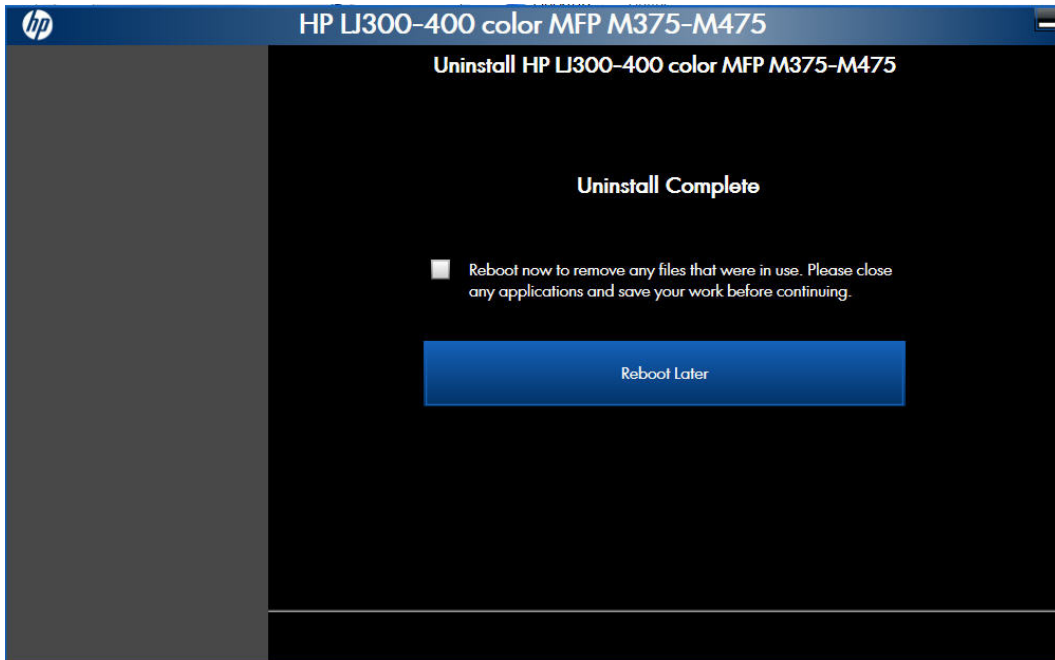 hp
HP LJ300-400 color MFP M375-M475
Uninstall HP LJ300-400 color MFP M375-M475
Uninstall Complete
Reboot now to remove any files that were in use. Please close
any applications and save your work before continuing.
Reboot Later